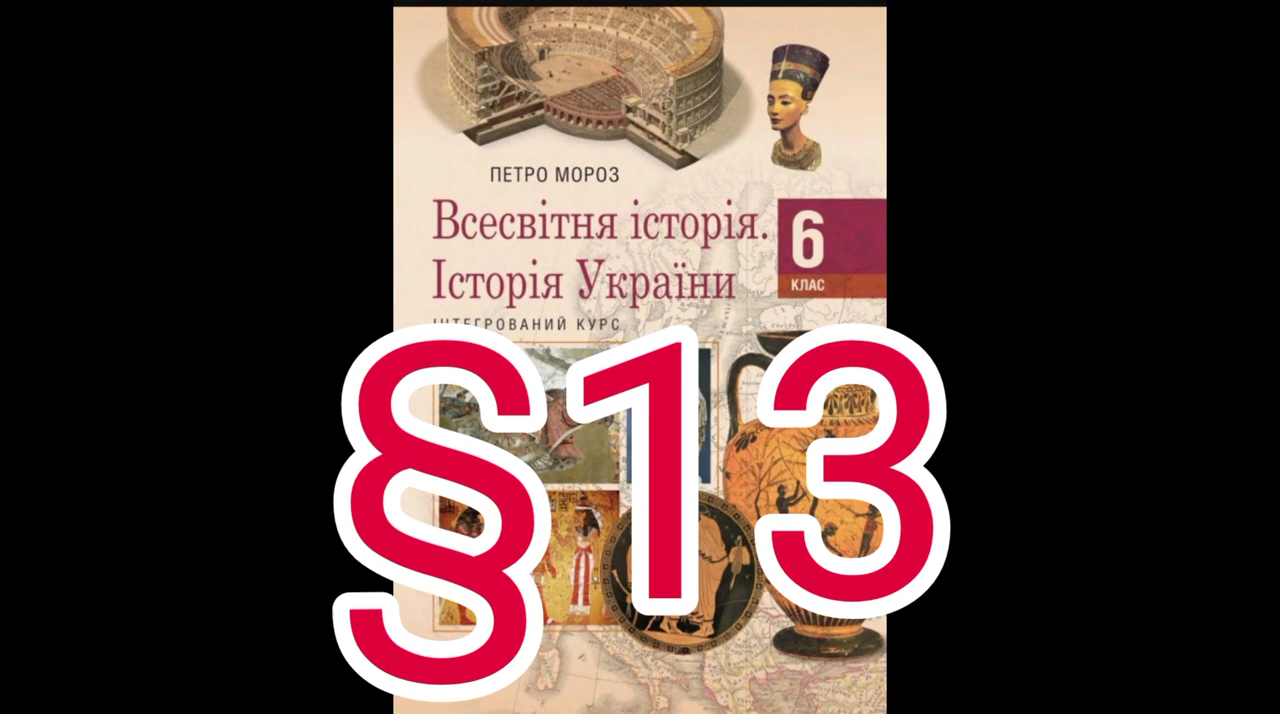 ПЕТРО МОРОЗ
Всесвітня історія.
Історія України
6
КЛАС
ІНТЕГРОВАНИЙ КУРС
§13